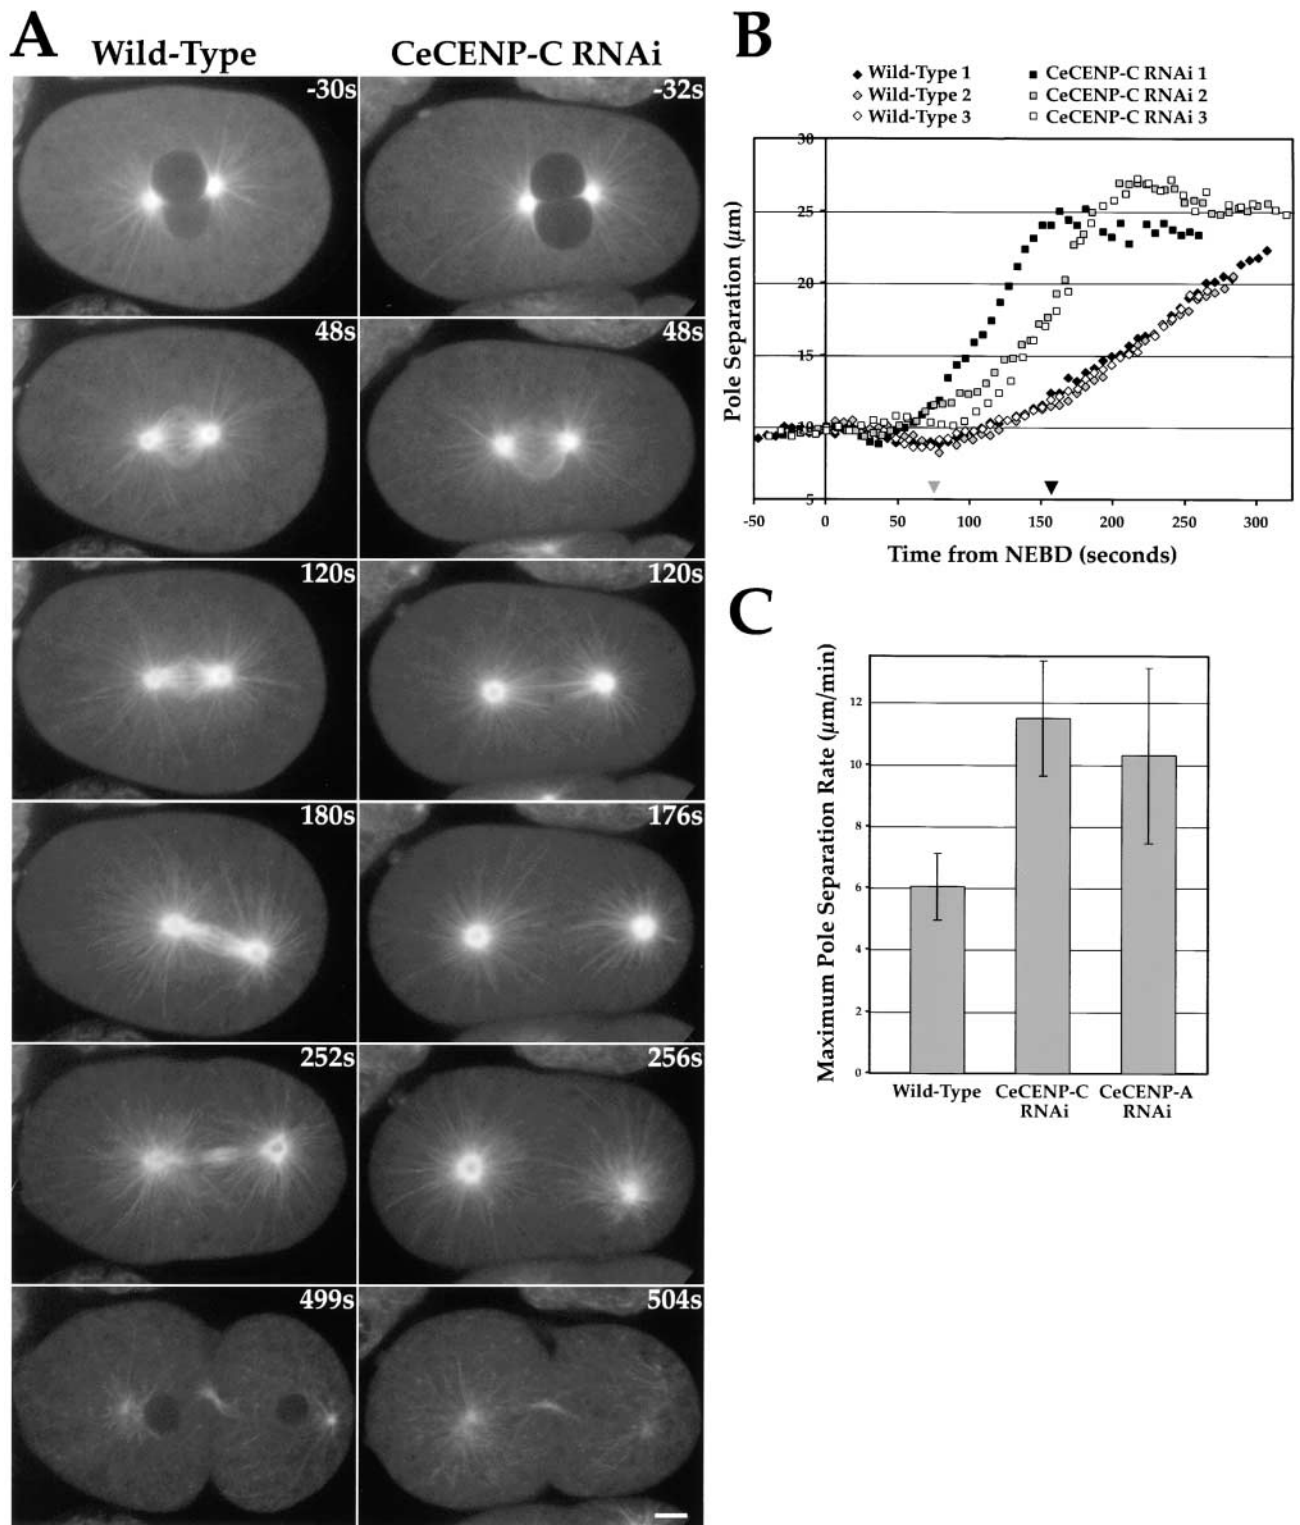 A
Wild-Type
CeCENP-C RNAi
-30s
-32s
48s
48s
120s
120s
180s
176s
252s
256s
499s
504s
B
Wild-Type 1
CeCENP-C RNAi 1
Wild-Type 2
CeCENP-C RNAi 2
Wild-Type 3
CeCENP-C RNAi 3
Pole Separation (μm)
30
25
20
15
10
5
-50
0
50
100
150
200
250
300
Time from NEBD (seconds)
C
Maximum Pole Separation Rate (μm/min)
12
10
8
6
4
2
0
Wild-Type
CeCENP-C
RNAi
CeCENP-A
RNAi